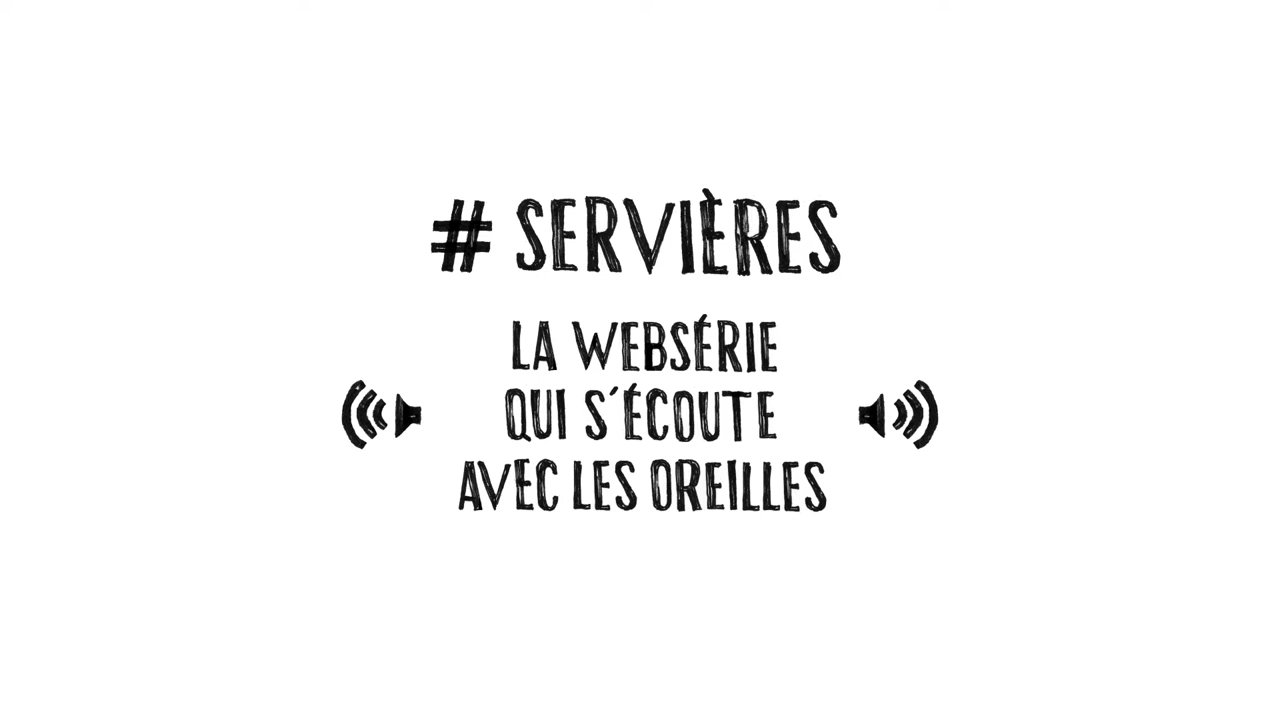 # SERVIÈRES
LA WEBSÉRIE
QUI S'ÉCOUTE
AVEC LES OREILLES